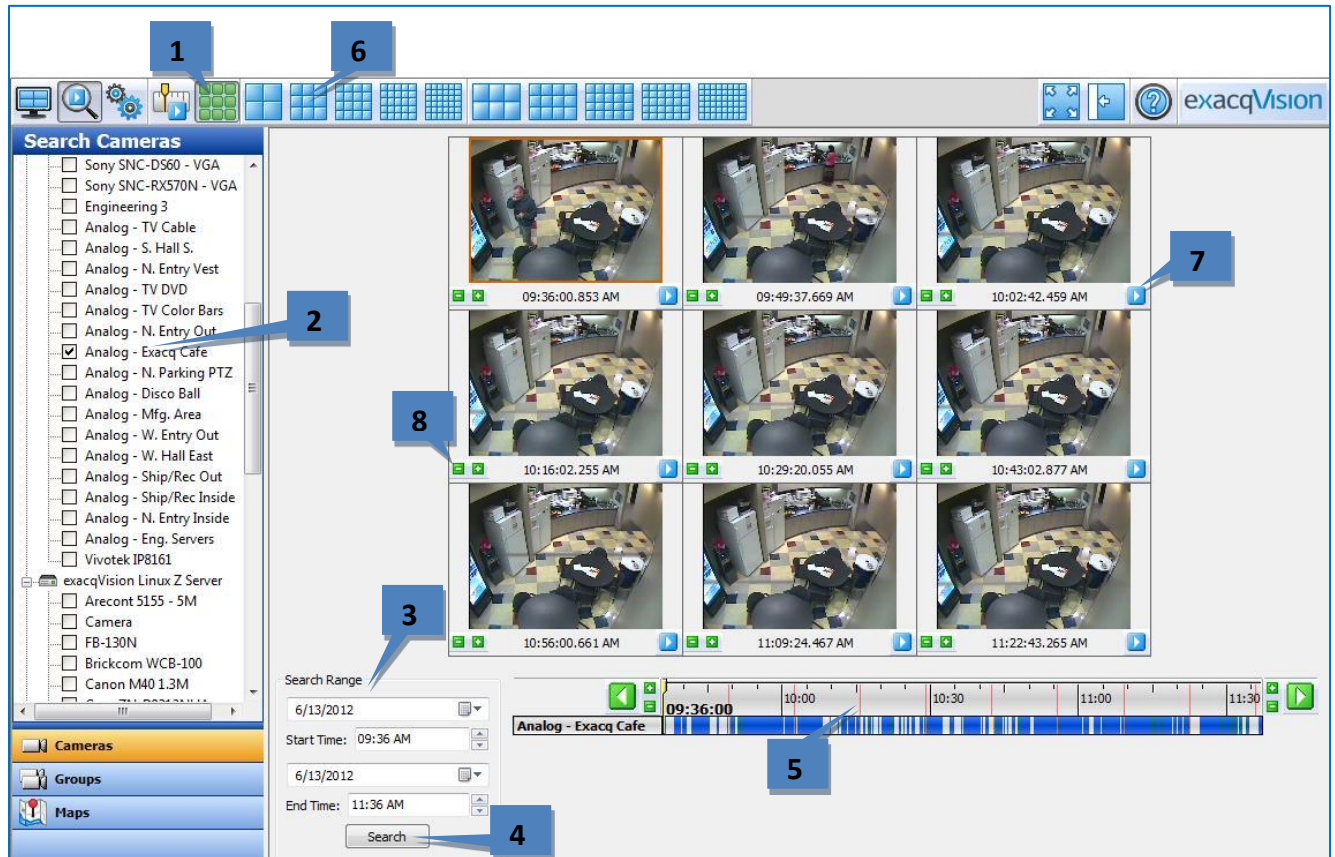 1
6
exacqVision
Search Cameras
Sony SNC-DS60 - VGA
Sony SNC-RX570N - VGA
Engineering 3
Analog - TV Cable
Analog - S. Hall S.
Analog - N. Entry Vest
Analog - TV DVD
Analog - TV Color Bars
Analog - N. Entry Out
Analog - Exacq Cafe
Analog - N. Parking PTZ
Analog - Disco Ball
Analog - Mfg. Area
Analog - W. Entry Out
Analog - W. Hall East
Analog - Ship/Rec Out
Analog - Ship/Rec Inside
Analog - N. Entry Inside
Analog - Eng. Servers
Vivotek IP8161
exacqVision Linux Z Server
Arecont 5155 - 5M
Camera
FB-130N
Brickcom WCB-100
Canon M40 1.3M
2
Cameras
Groups
Maps
7
09:36:00.853 AM
09:49:37.669 AM
10:02:42.459 AM
8
10:16:02.255 AM
10:29:20.055 AM
10:43:02.877 AM
10:56:00.661 AM
11:09:24.467 AM
11:22:43.265 AM
3
Search Range
6/13/2012
Start Time: 09:36 AM
6/13/2012
End Time: 11:36 AM
Search
4
09:36:00
10:00
10:30
11:00
11:30
Analog - Exacq Cafe
5